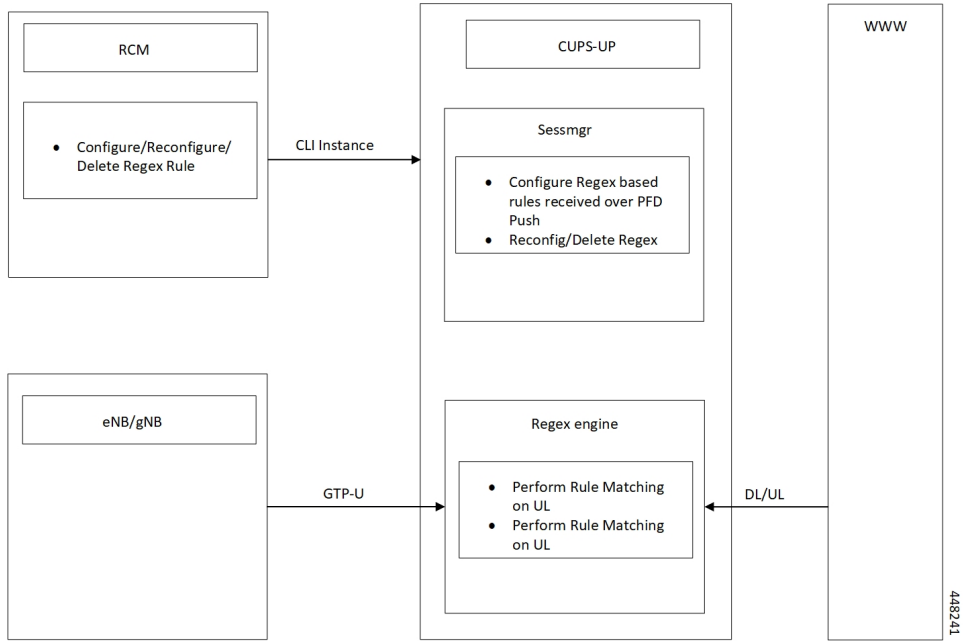 RCM
• Configure/Reconfigure/
Delete Regex Rule
CLI Instance
CUPS-UP
Sessmgr
• Configure Regex based
rules received over PFD
Push
• Reconfig/Delete Regex
WWW
eNB/gNB
GTP-U
Regex engine
• Perform Rule Matching
on UL
• Perform Rule Matching
on UL
DL/UL
448241